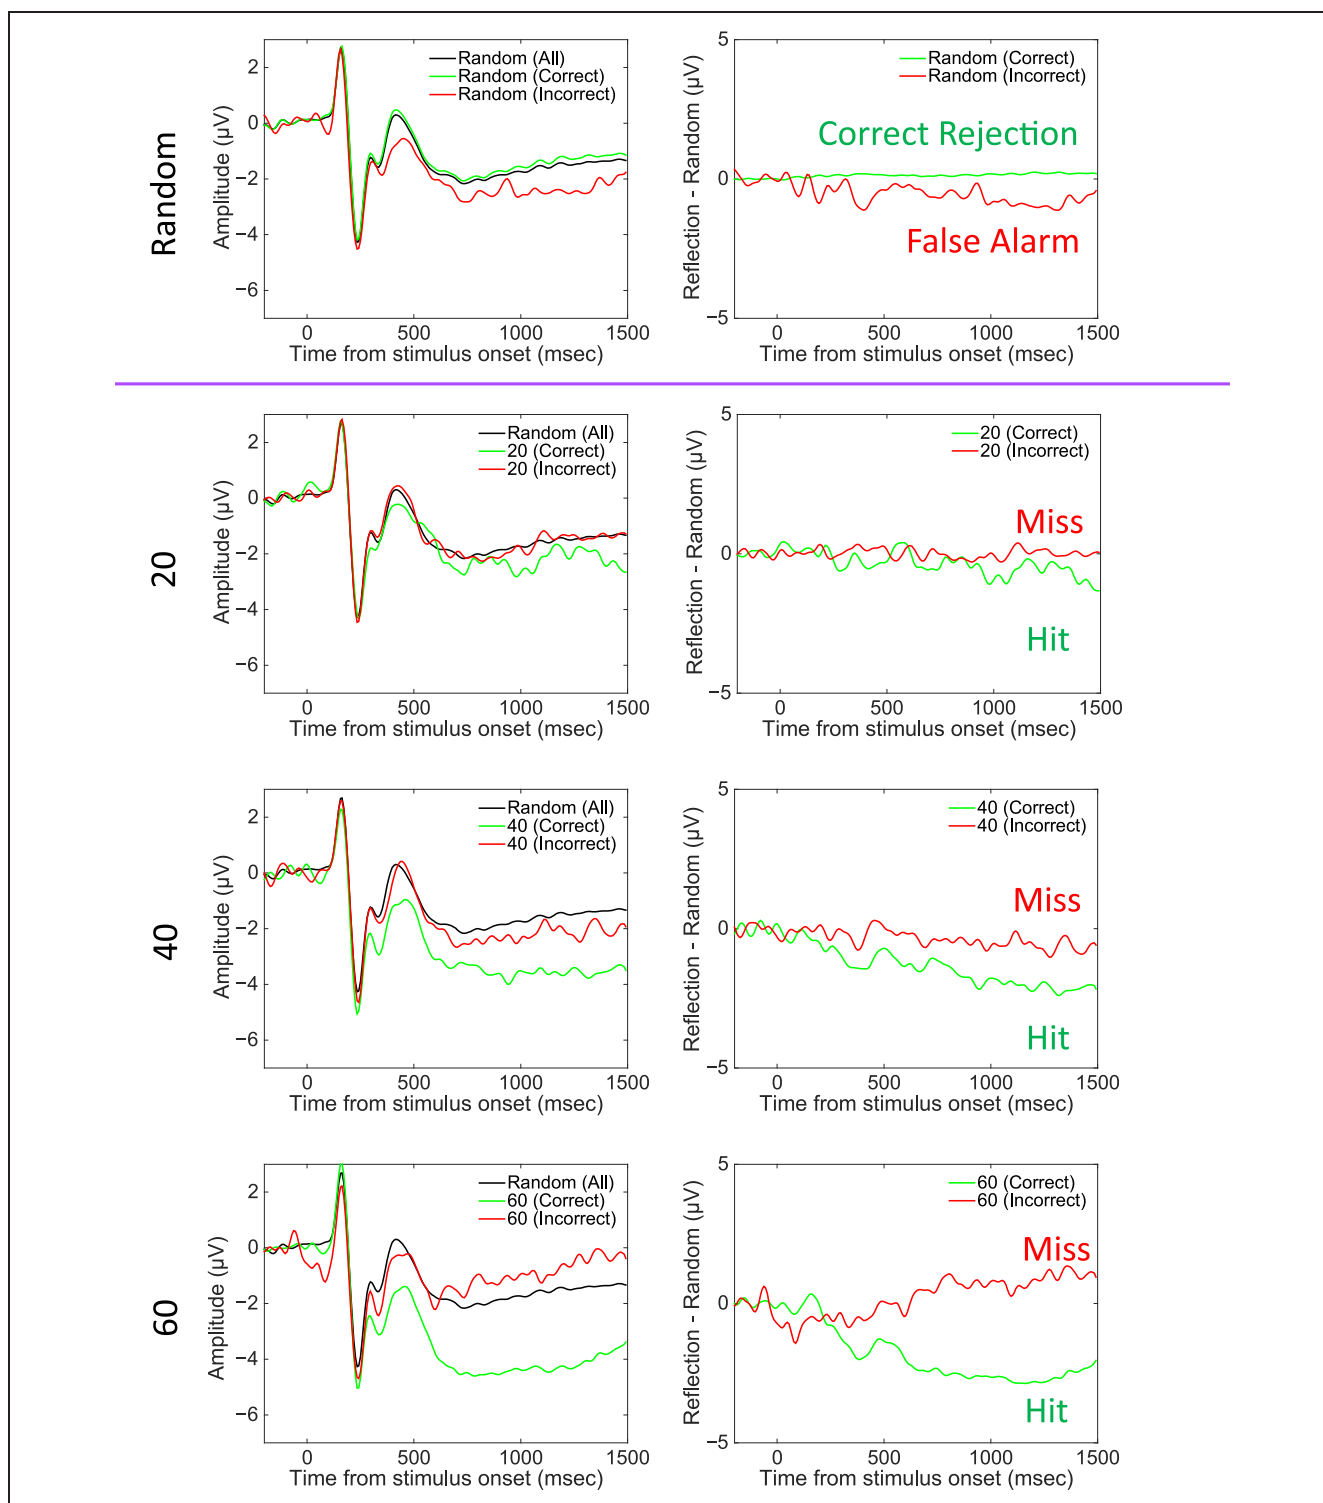 Random
Amplitude (µV)
2
0
−2
−4
−6
Random (All)
Random (Correct)
Random (Incorrect)
0
500
1000
1500
Time from stimulus onset (msec)
Reflection - Random (µV)
5
0
−5
Random (Correct)
Random (Incorrect)
Correct Rejection
False Alarm
0
500
1000
1500
Time from stimulus onset (msec)
20
Amplitude (µV)
2
0
−2
−4
−6
Random (All)
20 (Correct)
20 (Incorrect)
0
500
1000
1500
Time from stimulus onset (msec)
Reflection - Random (µV)
5
0
−5
20 (Correct)
20 (Incorrect)
Miss
Hit
0
500
1000
1500
Time from stimulus onset (msec)
40
Amplitude (µV)
2
0
−2
−4
−6
Random (All)
40 (Correct)
40 (Incorrect)
0
500
1000
1500
Time from stimulus onset (msec)
Reflection - Random (µV)
5
0
−5
40 (Correct)
40 (Incorrect)
Miss
Hit
0
500
1000
1500
Time from stimulus onset (msec)
60
Amplitude (µV)
2
0
−2
−4
−6
Random (All)
60 (Correct)
60 (Incorrect)
0
500
1000
1500
Time from stimulus onset (msec)
Reflection - Random (µV)
5
0
−5
60 (Correct)
60 (Incorrect)
Miss
Hit
0
500
1000
1500
Time from stimulus onset (msec)